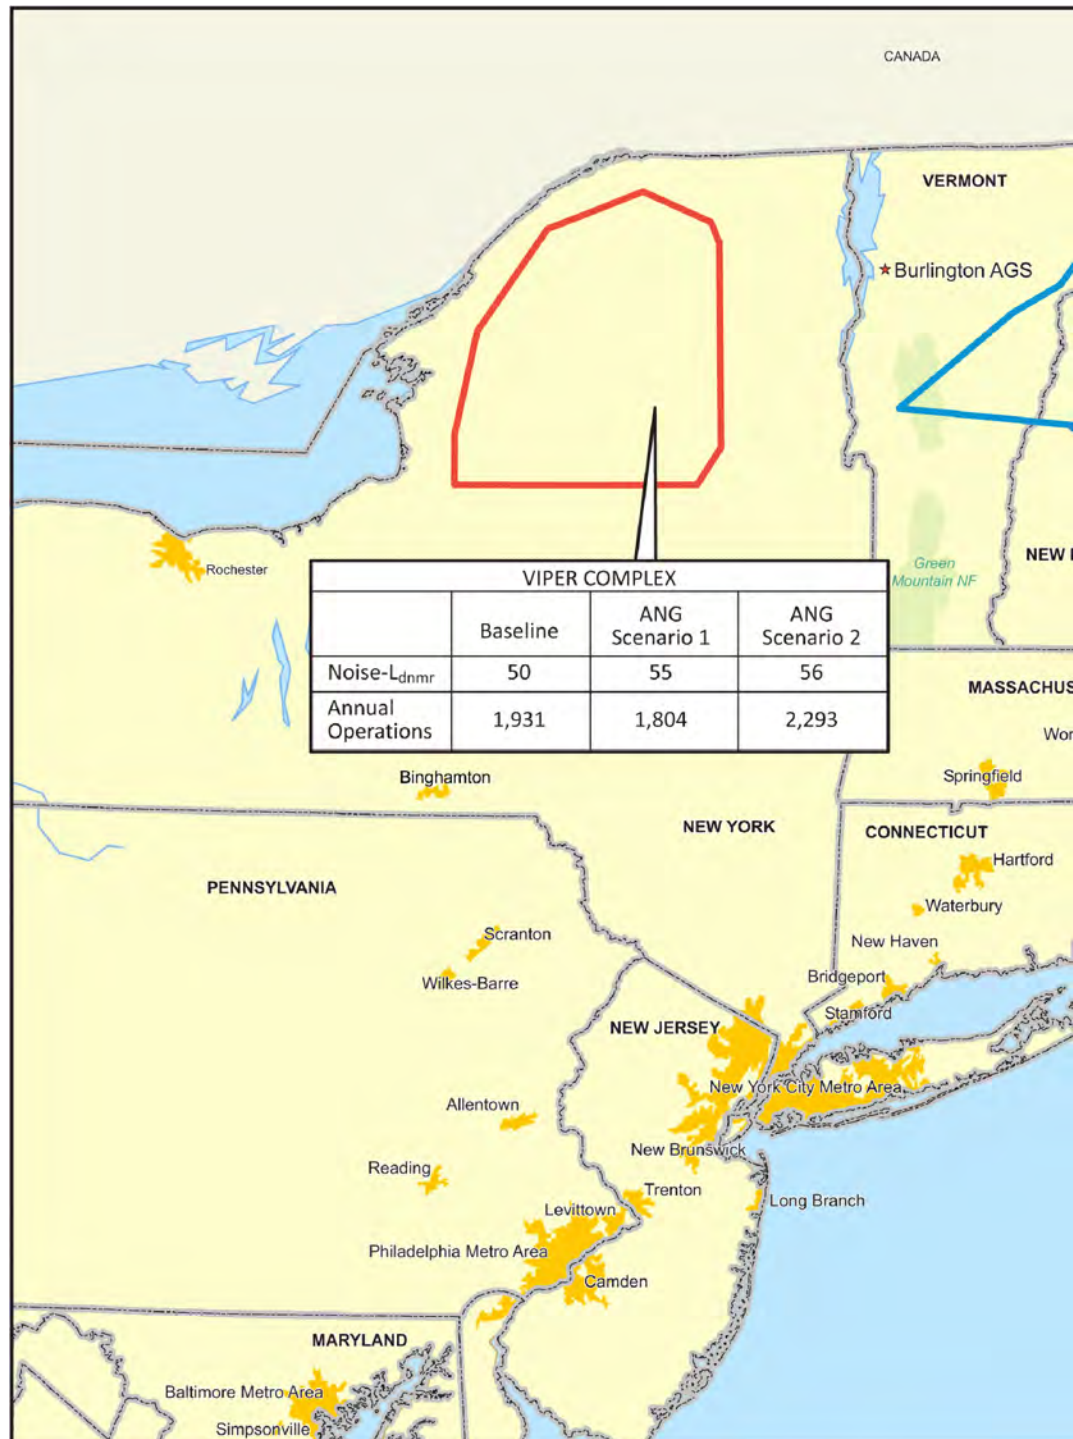 CANADA
VERMONT
Burlington AGS
Rochester
Green
Mountain NF
NEW
VIPER COMPLEX
Baseline
ANG
Scenario 1
ANG
Scenario 2
Noise-Ldnmr 50 55 56
Annual
Operations 1,931 1,804 2,293
MASSACHUS
Wor
Springfield
Binghamton
NEW YORK
CONNECTICUT
Hartford
PENNSYLVANIA
Waterbury
Scranton
New Haven
Wilkes-Barre
Bridgeport
Stamford
NEW JERSEY
New York City Metro Area
Allentown
New Brunswick
Reading
Trenton
Long Branch
Levittown
Philadelphia Metro Area
Camden
MARYLAND
Baltimore Metro Area
Simpsonville